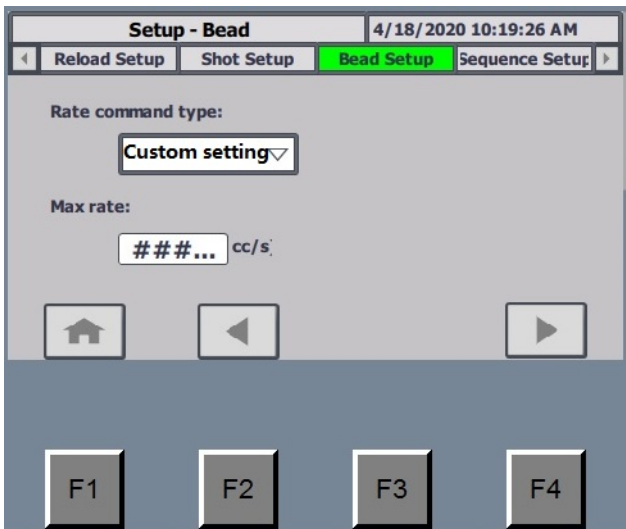 Setup - Bead
4/18/2020 10:19:26 AM
Reload Setup
Shot Setup
Bead Setup
Sequence Setup
Rate command type:
Custom setting
Max rate:
###...
cc/s
F1
F2
F3
F4